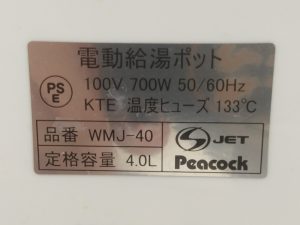 電動給湯ポット
PS
E
100V 700W 50/60Hz
KTE 温度ヒューズ 133℃
品番 WMJ-40
定格容量 4.0L
S JET
Peacock